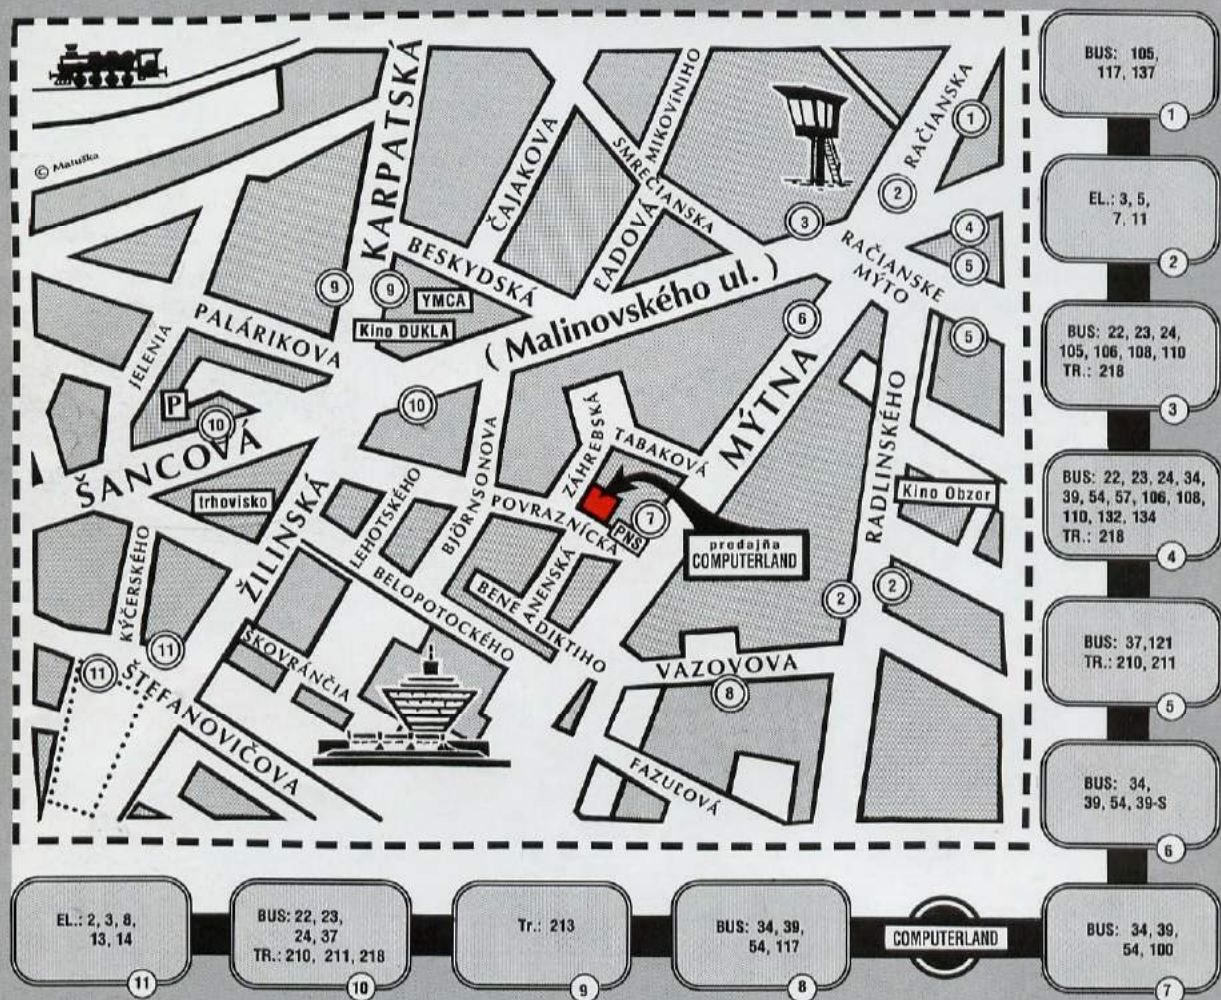 © Matuška
KARPATSKÁ
ČAJAKOVA
MIKOVÍNIHO
SMREČIANSKA
RAČIANSKA
1
2
3
4
5
BESKYDSKÁ
ĽADOVÁ
RAČIANSKE
MÝTO
9
9
YMCA
Kino DUKLA
( Malinovského ul. )
6
5
JELENIA
PALÁRIKOVA
P
10
10
ŠANCOVÁ
trhovisko
ŽILINSKÁ
LEHOTSKÉHO
BJÖRNSONOVA
ZÁHREBSKÁ
TABAKOVÁ
MÝTNA
RADLINSKÉHO
Kino Obzor
POVRAZNÍCKA
PNS
7
predajňa
COMPUTERLAND
KÝČERSKÉHO
BELOPOTOCKÉHO
BENE
DIKTIHO
ANENSKÁ
2
2
11
11
ŠKOVRÁNČIA
ŠTEFANOVIČOVA
VAZOVOVA
8
FAZUĽOVÁ
BUS: 105,
117, 137
1
EL.: 3, 5,
7. 11
2
BUS: 22, 23, 24,
105, 106, 108, 110
TR.: 218
3
BUS: 22, 23, 24, 34,
39, 54, 57, 106, 108,
110, 132, 134
TR.: 218
4
BUS: 37,121
TR.: 210, 211
5
BUS: 34,
39, 54, 39-S
6
BUS: 34, 39,
54, 100
7
COMPUTERLAND
BUS: 34, 39,
54, 117
8
Tr.: 213
9
BUS: 22, 23,
24, 37
TR.: 210, 211, 218
10
EL.: 2, 3, 8,
13, 14
11